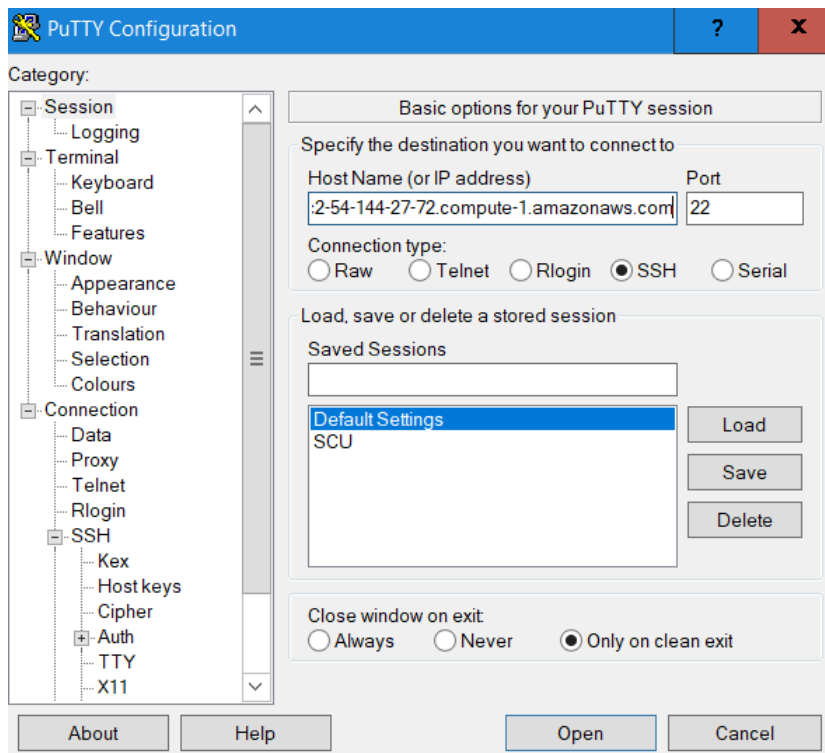 PuTTY Configuration
?
x
Category:
Session
Logging
Terminal
Keyboard
Bell
Features
Window
Appearance
Behaviour
Translation
Selection
Colours
Connection
Data
Proxy
Telnet
Rlogin
SSH
Kex
Host keys
Cipher
Auth
TTY
X11
Basic options for your PuTTY session
Specify the destination you want to connect to
Host Name (or IP address) Port
:2-54-144-27-72.compute-1.amazonaws.com 22
Connection type:
Raw Telnet Rlogin SSH Serial
Load, save or delete a stored session
Saved Sessions
Default Settings
SCU
Load
Save
Delete
Close window on exit:
Always Never Only on clean exit
About Help Open Cancel